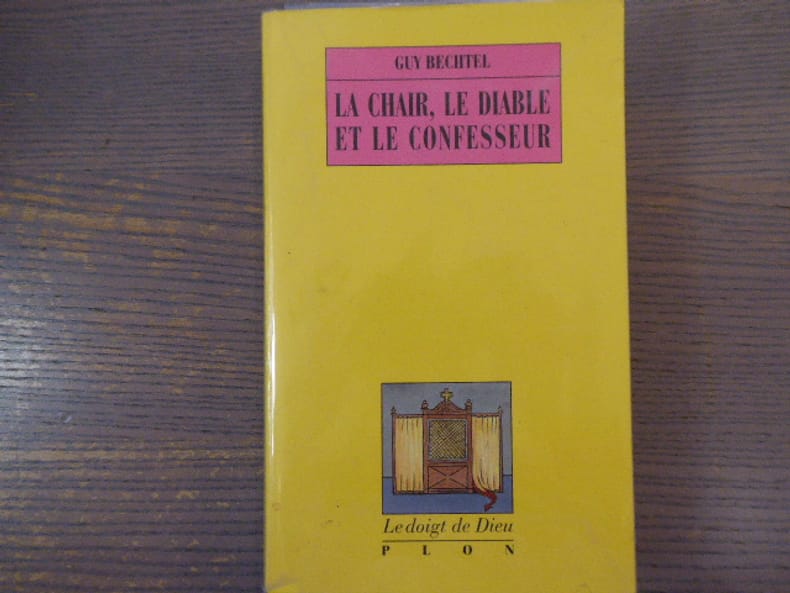 GUY BECHTEL
LA CHAIR, LE DIABLE
ET LE CONFESSEUR
Le doigt de Dieu
PLON